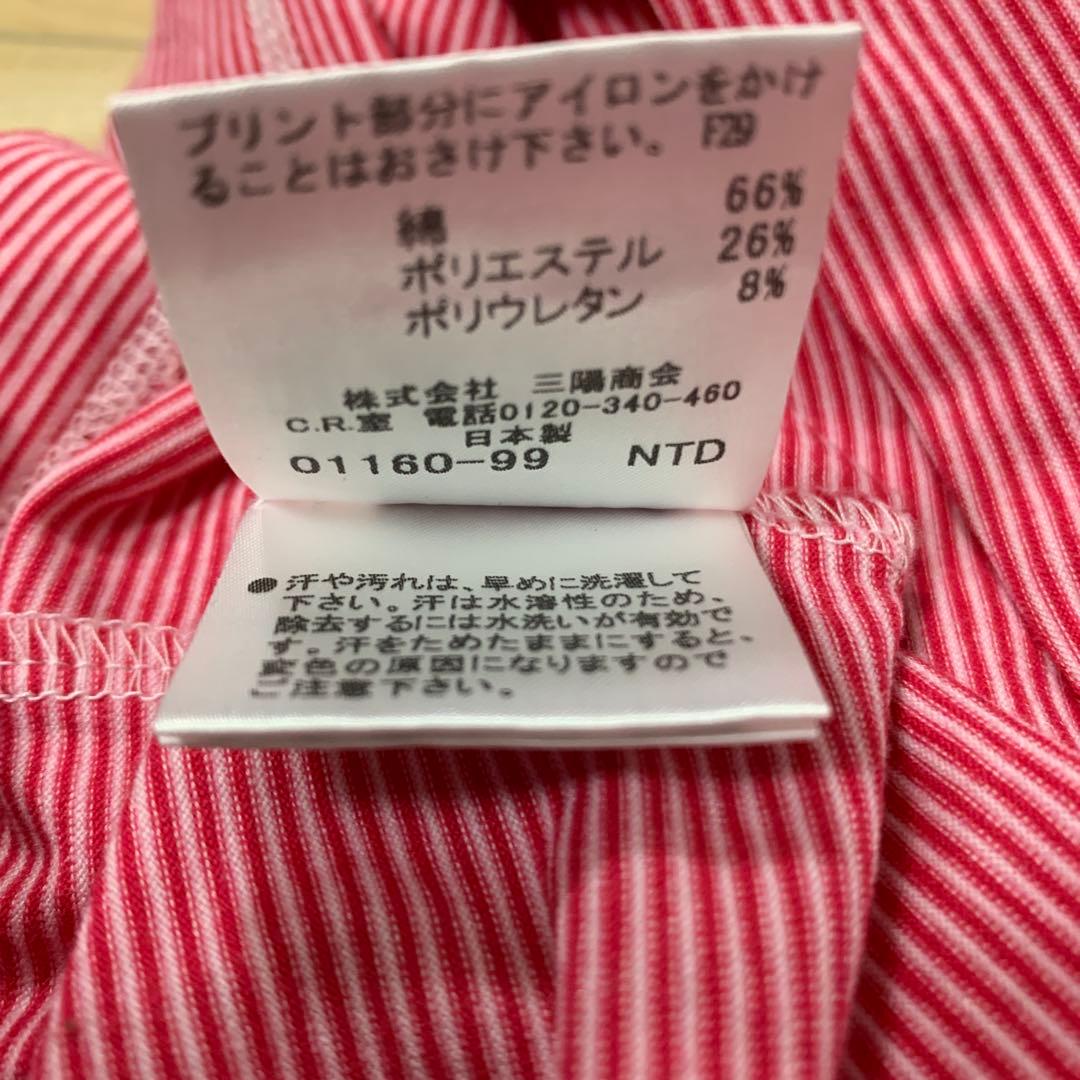 プリント部分にアイロンをかけ
ることはおさけ下さい。 F29
綿 66%
ポリエステル 26%
ポリウレタン 8%
株式会社 三陽商会
C.R.室 電話0120-340-460
日本製
01160-99 NTD
●汗や汚れは、早めに洗濯して
下さい。汗は水溶性のため、
除去するには水洗いが有効で
す。汗をためたままにすると、
変色の原因になりますので
ご注意下さい。